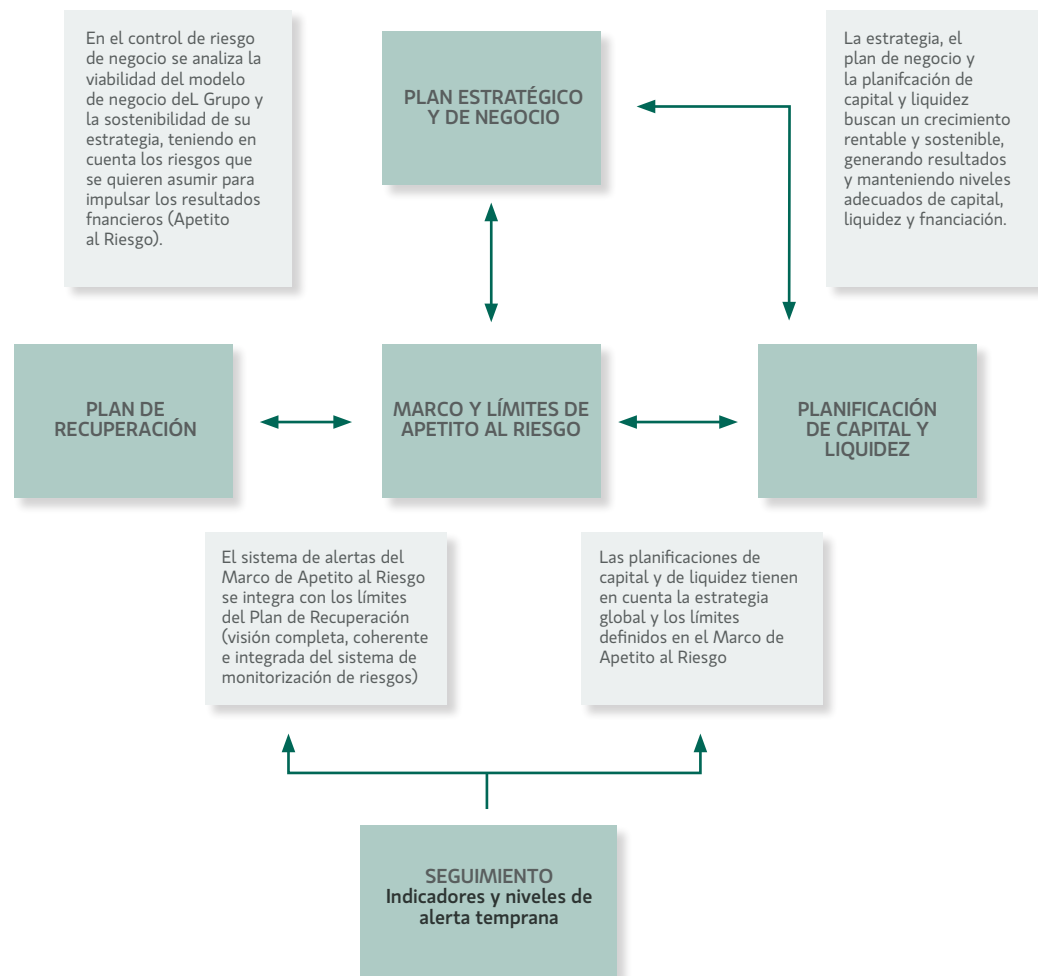 En el control de riesgo
de negocio se analiza la
viabilidad del modelo
de negocio deL Grupo y
la sostenibilidad de su
estrategia, teniendo en
cuenta los riesgos que
se quieren asumir para
impulsar los resultados
fnancieros (Apetito
al Riesgo).
PLAN ESTRATÉGICO
Y DE NEGOCIO
La estrategia, el
plan de negocio y
la planifcación de
capital y liquidez
buscan un crecimiento
rentable y sostenible,
generando resultados
y manteniendo niveles
adecuados de capital,
liquidez y fnanciación.
PLAN DE
RECUPERACIÓN
MARCO Y LÍMITES DE
APETITO AL RIESGO
PLANIFICACIÓN
DE CAPITAL Y
LIQUIDEZ
El sistema de alertas del
Marco de Apetito al Riesgo
se integra con los límites
del Plan de Recuperación
(visión completa, coherente
e integrada del sistema de
monitorización de riesgos)
Las planificaciones de
capital y de liquidez tienen
en cuenta la estrategia
global y los límites
definidos en el Marco de
Apetito al Riesgo
SEGUIMIENTO
Indicadores y niveles de
alerta temprana